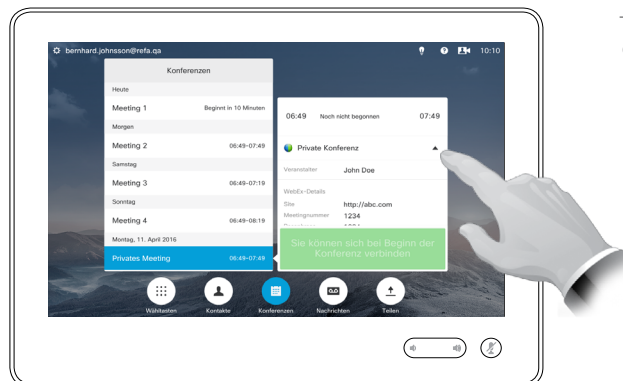 bernhard.johnsson@refa.qa
10:10
Konferenzen
Heute
Meeting 1 Beginnt in 10 Minuten
Morgen
Meeting 2 06:49-07:49
Samstag
Meeting 3 06:49-07:19
Sonntag
Meeting 4 06:49-08:19
Montag, 11. April 2016
Privates Meeting 06:49-07:49
06:49 Noch nicht begonnen 07:49
Private Konferenz
Veranstalter John Doe
WebEx-Details
Site http://abc.com
Meetingnummer 1234
Sie können sich bei Beginn der
Konferenz verbinden
Wähltasten Kontakte Konferenzen Nachrichten Teilen